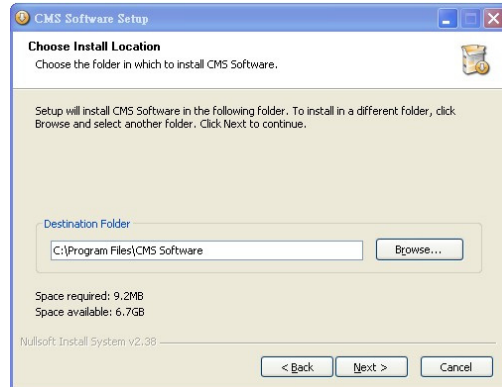 CMS Software Setup
Choose Install Location
Choose the folder in which to install CMS Software.
Setup will install CMS Software in the following folder. To install in a different folder, click
Browse and select another folder. Click Next to continue.
Destination Folder
C:\Program Files\CMS Software
Browse...
Space required: 9.2MB
Space available: 6.7GB
Nullsoft Install System v2.38
< Back
Next >
Cancel